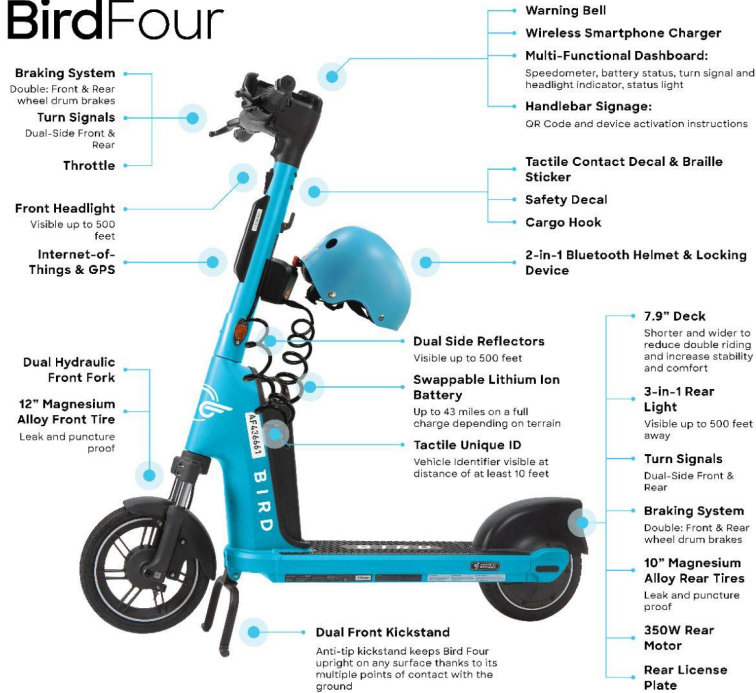 BirdFour
Braking System
Double: Front & Rear
wheel drum brakes
Turn Signals
Dual-Side Front &
Rear
Throttle
Front Headlight
Visible up to 500
feet
Internet-of-
Things & GPS
Dual Hydraulic
Front Fork
12” Magnesium
Alloy Front Tire
Leak and puncture
proof
Warning Bell
Wireless Smartphone Charger
Multi-Functional Dashboard:
Speedometer, battery status, turn signal and
headlight indicator, status light
Handlebar Signage:
QR Code and device activation instructions
Tactile Contact Decal & Braille
Sticker
Safety Decal
Cargo Hook
2-in-1 Bluetooth Helmet & Locking
Device
Dual Side Reflectors
Visible up to 500 feet
Swappable Lithium Ion
Battery
Up to 43 miles on a full
charge depending on terrain
Tactile Unique ID
Vehicle Identifier visible at
distance of at least 10 feet
7.9” Deck
Shorter and wider to
reduce double riding
and increase stability
and comfort
3-in-1 Rear
Light
Visible up to 500 feet
away
Turn Signals
Dual-Side Front &
Rear
Braking System
Double: Front & Rear
wheel drum brakes
10” Magnesium
Alloy Rear Tires
Leak and puncture
proof
350W Rear
Motor
Rear License
Plate
AF436661
BIRD
BIRD
Dual Front Kickstand
Anti-tip kickstand keeps Bird Four
upright on any surface thanks to its
multiple points of contact with the
ground